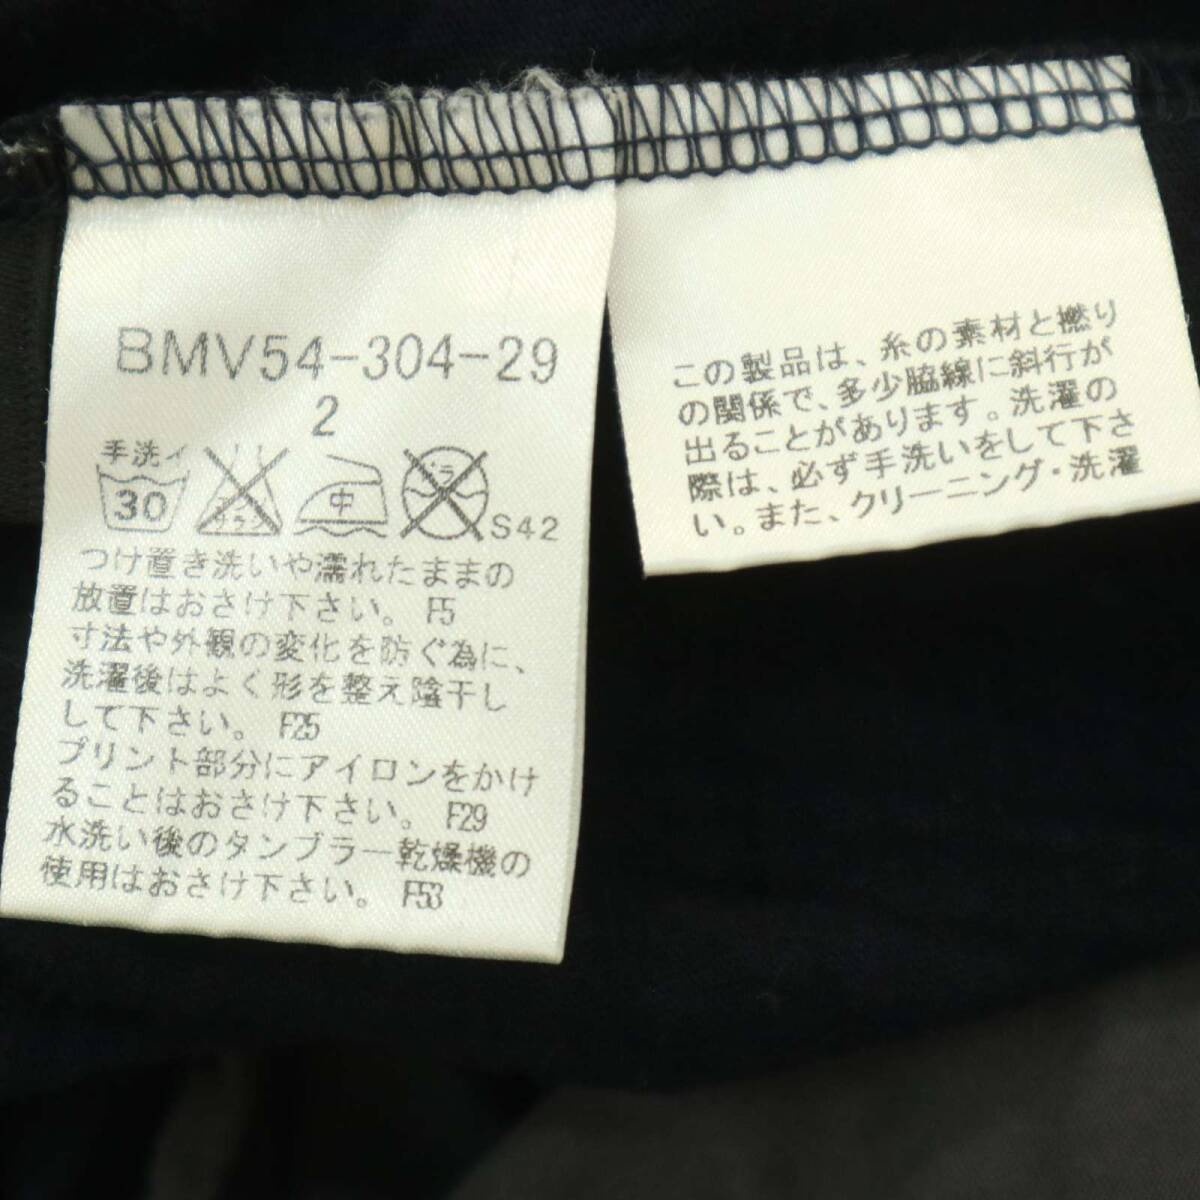 BMV54-304-29
2
手洗イ
30
エンソ
サラシ
中
ドライ
S42
つけ置き洗いや濡れたままの
放置はおさけ下さい。 F5
寸法や外観の変化を防ぐ為に、
洗濯後はよく形を整え陰干し
して下さい。 F25
プリント部分にアイロンをかけ
ることはおさけ下さい。 F29
水洗い後のタンブラー乾燥機の
使用はおさけ下さい。 F53
この製品は、糸の素材と撚り
の関係で、多少脇線に斜行が
出ることがあります。洗濯の
際は、必ず手洗いをして下さ
い。また、クリーニング・洗濯